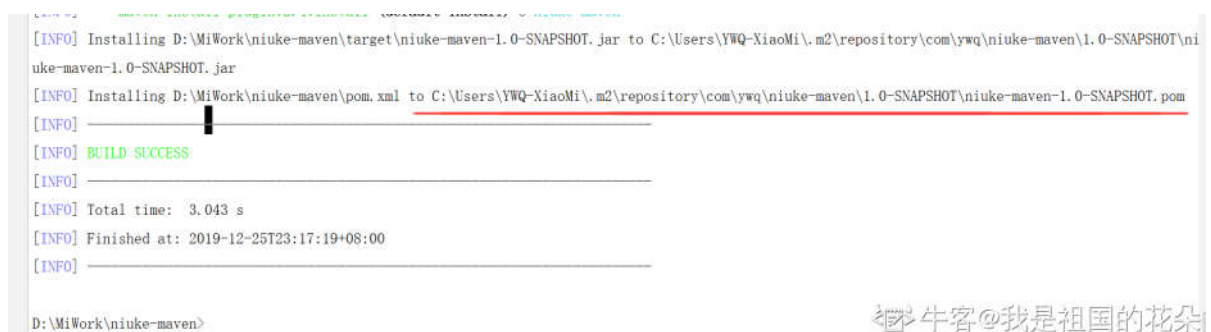 [INFO] Installing D:\MiWork\niuke-maven\target\niuke-maven-1.0-SNAPSHOT.jar to C:\Users\YWQ-XiaoMi\.m2\repository\com\ywq\niuke-maven\1.0-SNAPSHOT\ni
uke-maven-1.0-SNAPSHOT.jar
[INFO] Installing D:\MiWork\niuke-maven\pom.xml to C:\Users\YWQ-XiaoMi\.m2\repository\com\ywq\niuke-maven\1.0-SNAPSHOT\niuke-maven-1.0-SNAPSHOT.pom
[INFO] ------------------------------------------------------------------------
[INFO] BUILD SUCCESS
[INFO] ------------------------------------------------------------------------
[INFO] Total time: 3.043 s
[INFO] Finished at: 2019-12-25T23:17:19+08:00
[INFO] ------------------------------------------------------------------------
D:\MiWork\niuke-maven>
牛客@我是祖国的花朵